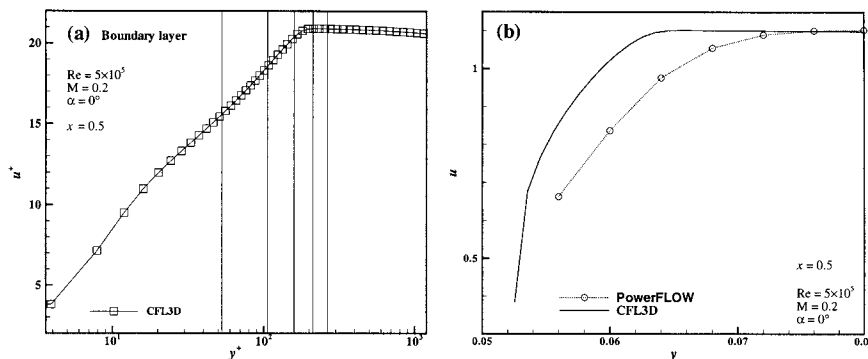 (a) Boundary layer
Re = 5×10⁵
M = 0.2
α = 0°
x = 0.5
20
15
10
5
u⁺
CFL3D
10¹
10²
10³
y⁺
(b)
1
0.5
u
x = 0.5
PowerFLOW
Re = 5×10⁵
CFL3D
M = 0.2
α = 0°
0.05
0.06
0.07
y